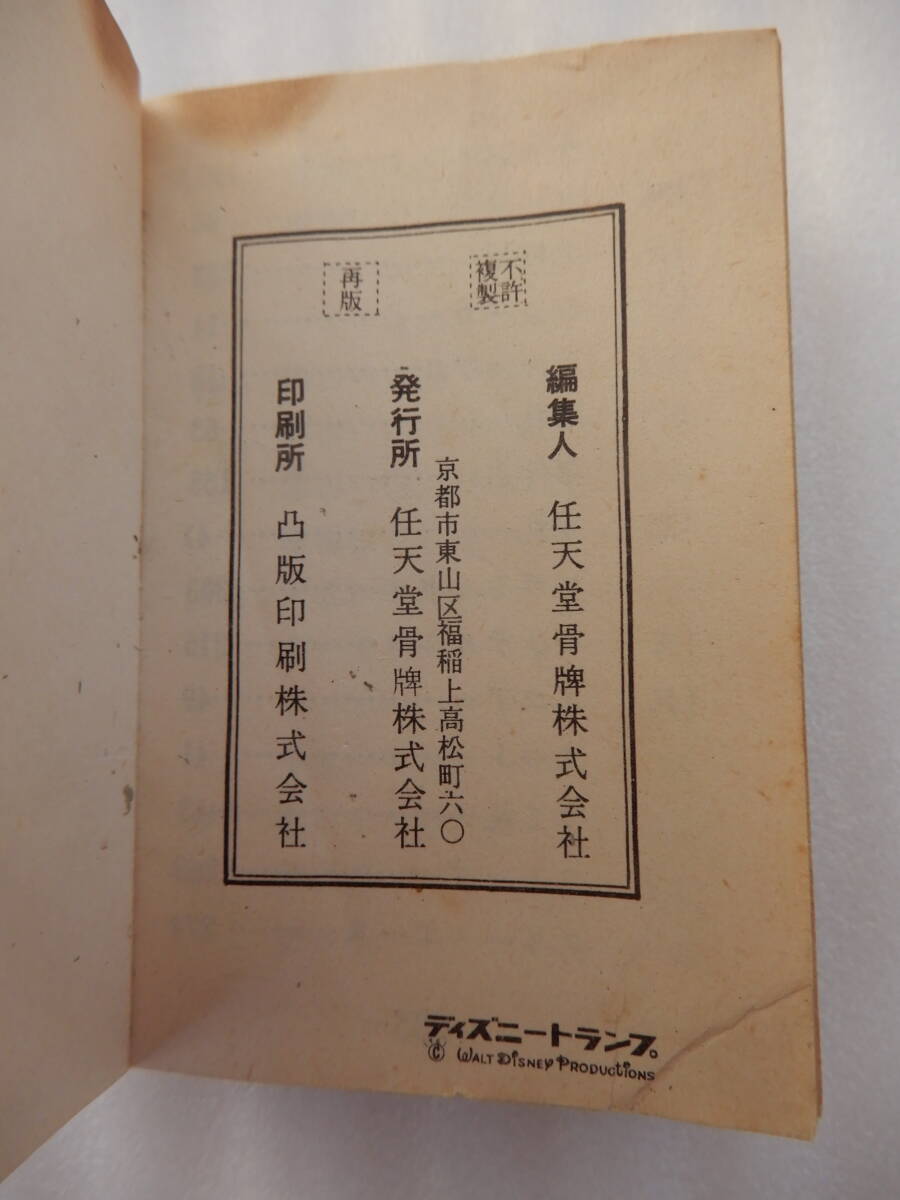 不許
複製
再版
編集人 任天堂骨牌株式会社
京都市東山区福稲上高松町六〇
発行所 任天堂骨牌株式会社
印刷所 凸版印刷株式会社
ディズニートランプ
© WALT DISNEY PRODUCTIONS